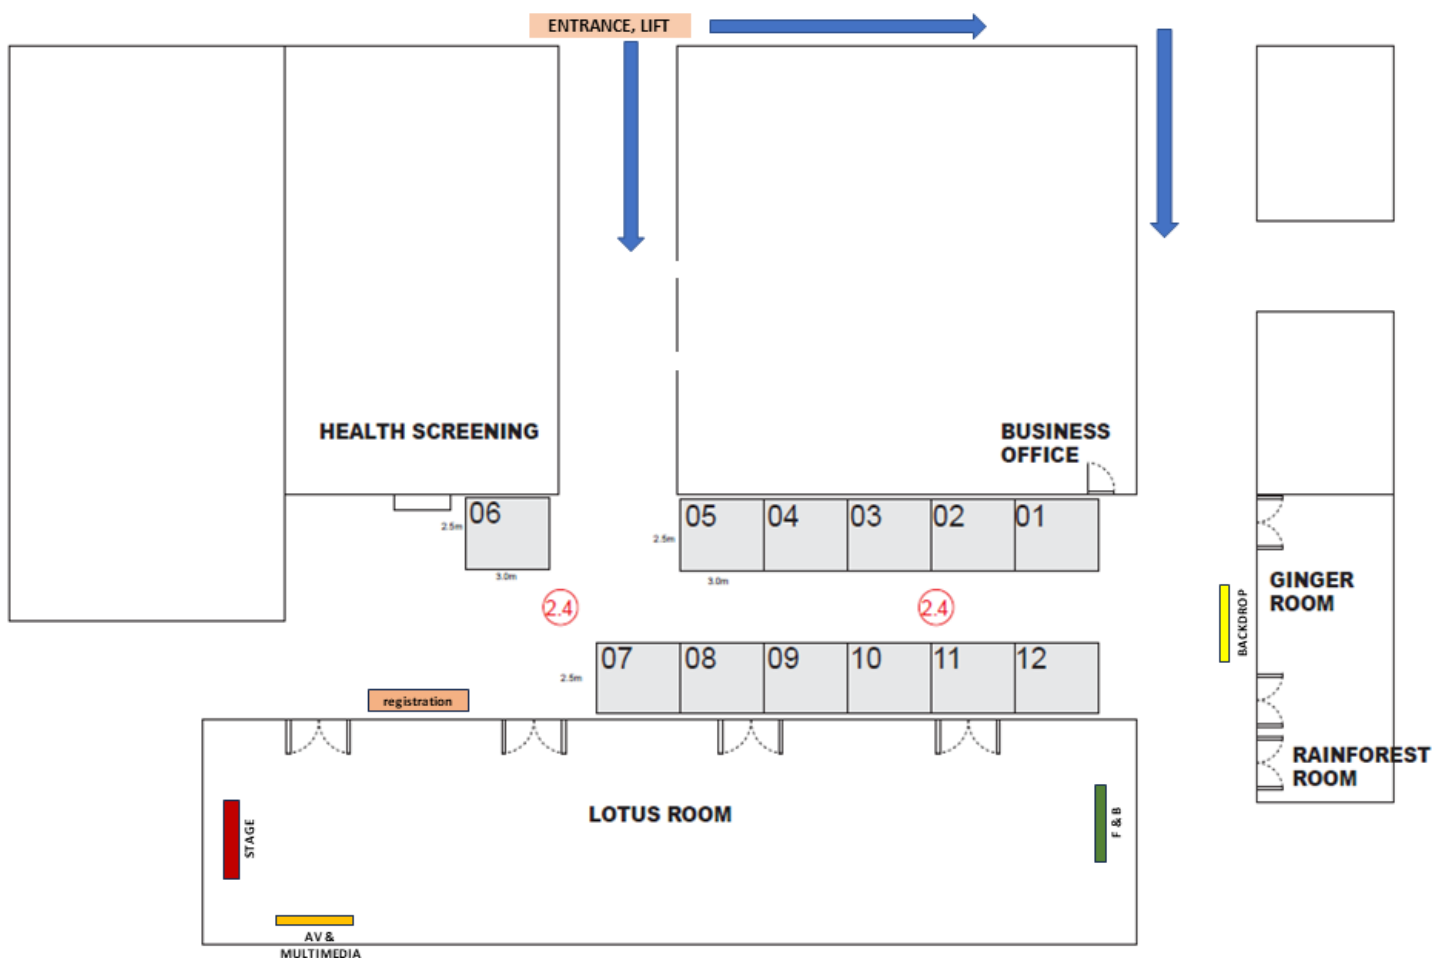 ENTRANCE, LIFT
HEALTH SCREENING
BUSINESS
OFFICE
06
2.5m
3.0m
05
04
03
02
01
2.5m
3.0m
2.4
2.4
GINGER
ROOM
BACKDROP
07
08
09
10
11
12
2.5m
registration
RAINFOREST
ROOM
LOTUS ROOM
STAGE
F & B
AV &
MULTIMEDIA